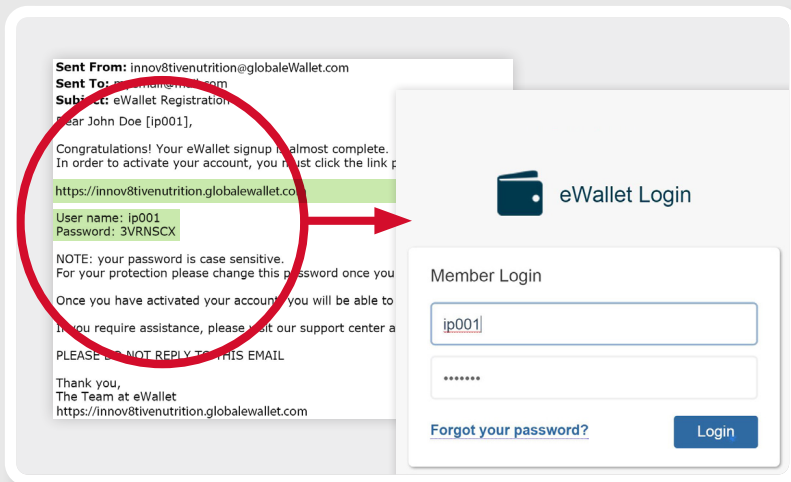 Sent From: innov8tivenutrition@globaleWallet.com
Sent To: myemail@mail.com
Subject: eWallet Registration
Dear John Doe [ip001],
Congratulations! Your eWallet signup is almost complete.
In order to activate your account, you must click the link
https://innov8tivenutrition.globalewallet.com
User name: ip001
Password: 3VRNSCX
NOTE: your password is case sensitive.
For your protection please change this password once you
Once you have activated your account, you will be able to
If you require assistance, please visit our support center
PLEASE DO NOT REPLY TO THIS EMAIL
Thank you,
The Team at eWallet
https://innov8tivenutrition.globalewallet.com
eWallet Login
Member Login
ip001
•••••••
Forgot your password?
Login